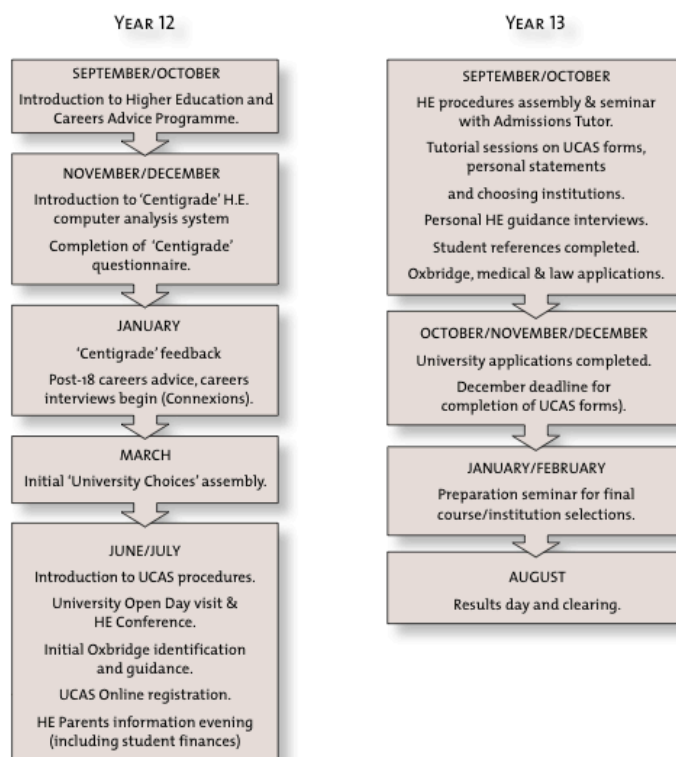 YEAR 12
SEPTEMBER/OCTOBER
Introduction to Higher Education and
Careers Advice Programme.
NOVEMBER/DECEMBER
Introduction to ‘Centigrade’ H.E.
computer analysis system
Completion of ‘Centigrade’
questionnaire.
JANUARY
‘Centigrade’ feedback
Post-18 careers advice, careers
interviews begin (Connexions).
MARCH
Initial ‘University Choices’ assembly.
JUNE/JULY
Introduction to UCAS procedures.
University Open Day visit &
HE Conference.
Initial Oxbridge identification
and guidance.
UCAS Online registration.
HE Parents information evening
(including student finances)
YEAR 13
SEPTEMBER/OCTOBER
HE procedures assembly & seminar
with Admissions Tutor.
Tutorial sessions on UCAS forms,
personal statements
and choosing institutions.
Personal HE guidance interviews.
Student references completed.
Oxbridge, medical & law applications.
OCTOBER/NOVEMBER/DECEMBER
University applications completed.
December deadline for
completion of UCAS forms).
JANUARY/FEBRUARY
Preparation seminar for final
course/institution selections.
AUGUST
Results day and clearing.